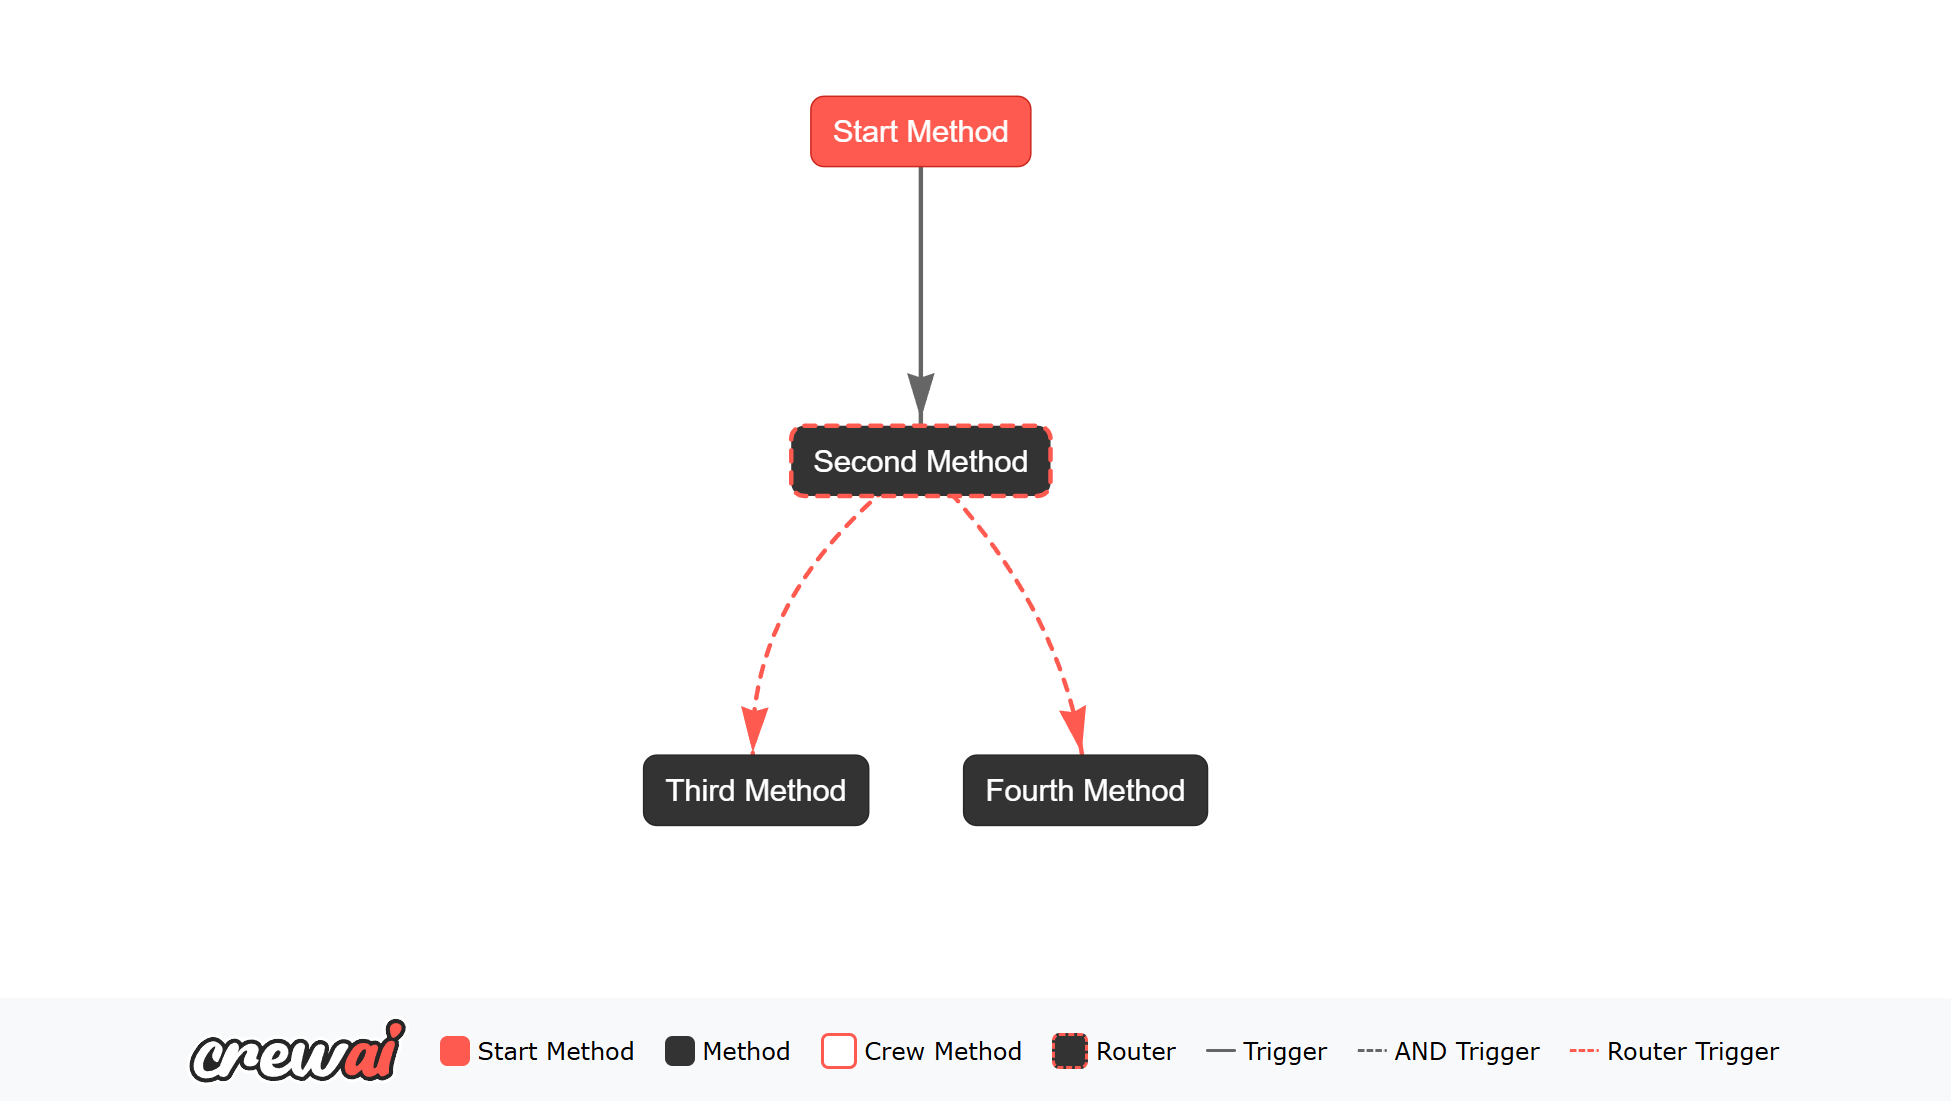 Start Method
Second Method
Third Method
Fourth Method
crewai
Start Method
Method
Crew Method
Router
Trigger
AND Trigger
Router Trigger